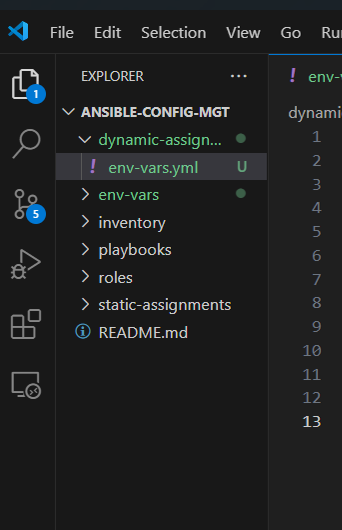 File Edit Selection View Go Ru
EXPLORER ...
1
ANSIBLE-CONFIG-MGT
dynamic-assign...
! env-vars.yml U
env-vars
5
inventory
playbooks
roles
static-assignments
README.md
! env-v
dynami
1
2
3
4
5
6
7
8
9
10
11
12
13